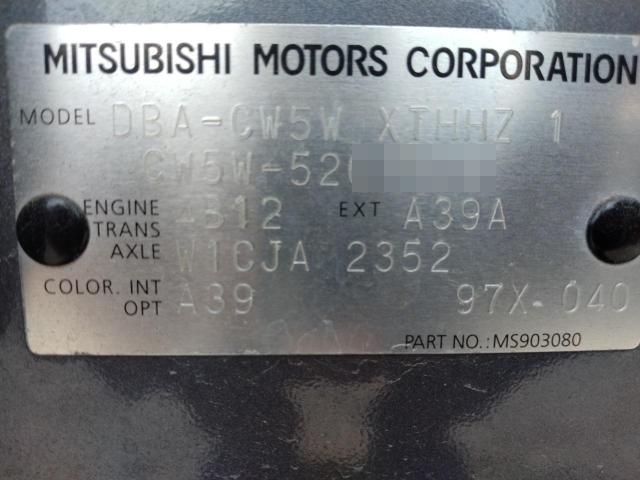 MITSUBISHI MOTORS CORPORATION
MODEL DBA-CW5W XTHHZ 1
CW5W-520
ENGINE 4B12 EXT A39A
TRANS
AXLE W1CJA 2352
COLOR. INT A39 97X-040
OPT
PART NO.:MS903080